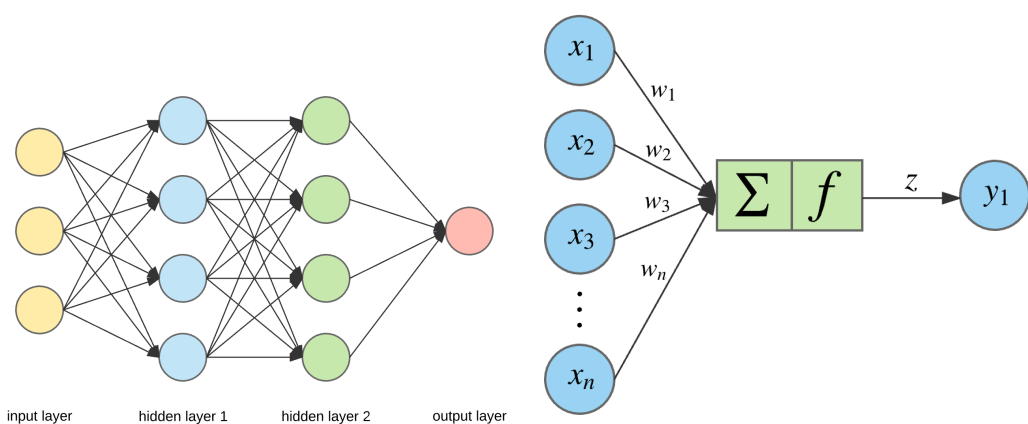 input layer
hidden layer 1
hidden layer 2
output layer
x₁
x₂
x₃
⋮
xₙ
w₁
w₂
w₃
wₙ
Σ f
z
y₁